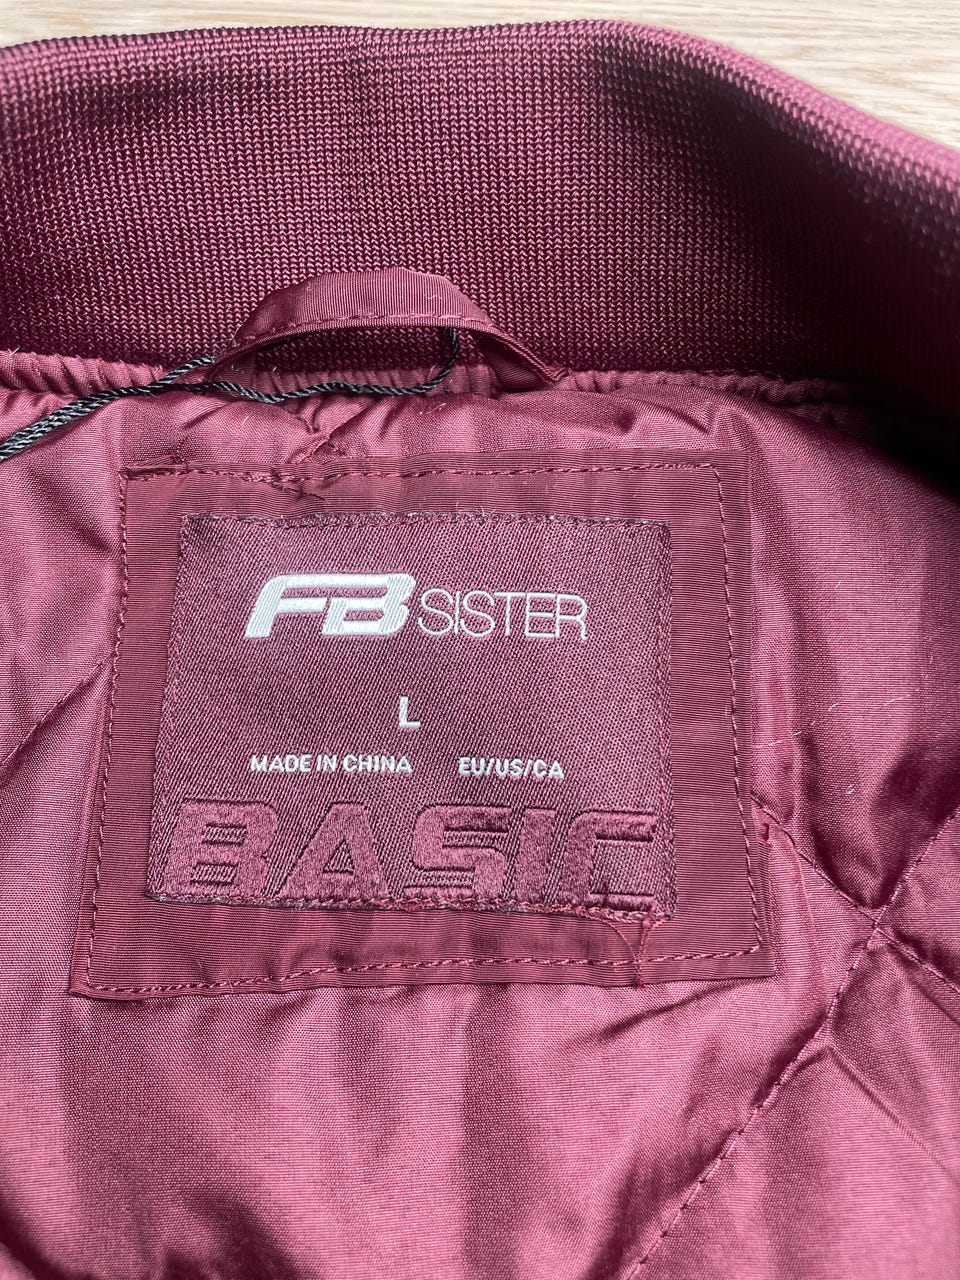 FB SISTER
L
MADE IN CHINA EU/US/CA
BASIC